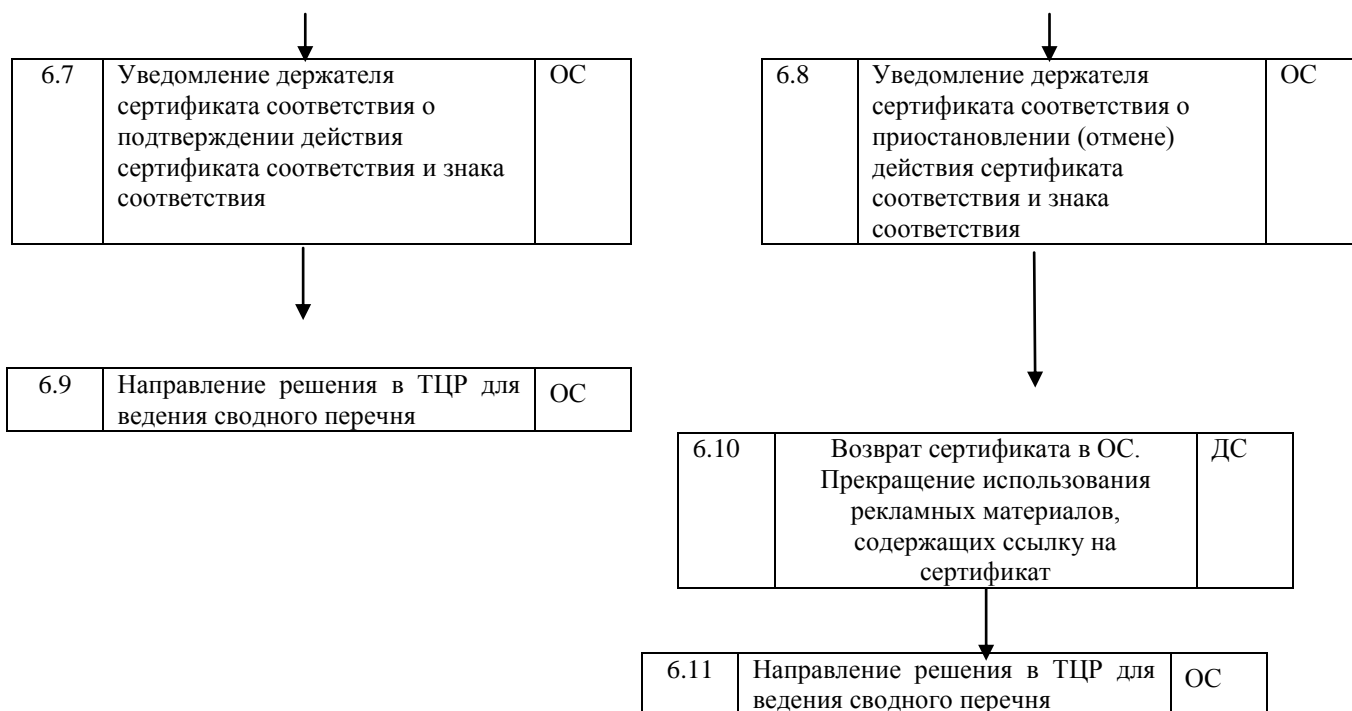 6.7 Уведомление держателя ОС
сертификата соответствия о
подтверждении действия
сертификата соответствия и знака
соответствия
6.8 Уведомление держателя ОС
сертификата соответствия о
приостановлении (отмене)
действия сертификата
соответствия и знака
соответствия
6.9 Направление решения в ТЦР для ОС
ведения сводного перечня
6.10 Возврат сертификата в ОС. ДС
Прекращение использования
рекламных материалов,
содержащих ссылку на
сертификат
6.11 Направление решения в ТЦР для ОС
ведения сводного перечня